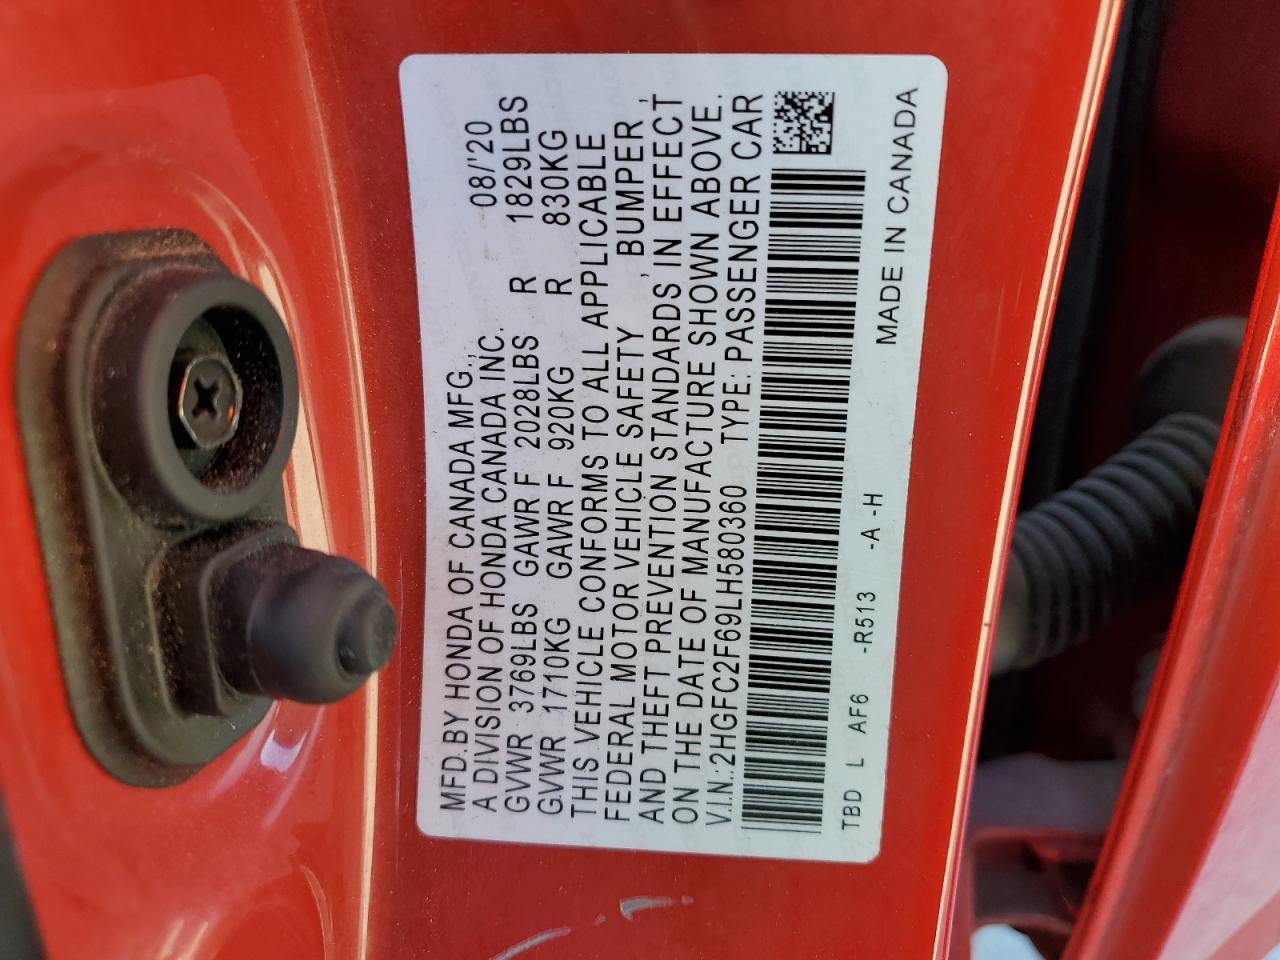 MFD.BY HONDA OF CANADA MFG.,
A DIVISION OF HONDA CANADA INC. 08/'20
GVWR 3769LBS GAWR F 2028LBS R 1829LBS
GVWR 1710KG GAWR F 920KG R 830KG
THIS VEHICLE CONFORMS TO ALL APPLICABLE
FEDERAL MOTOR VEHICLE SAFETY , BUMPER ,
AND THEFT PREVENTION STANDARDS IN EFFECT
ON THE DATE OF MANUFACTURE SHOWN ABOVE.
V.I.N.:2HGFC2F69LH580360 TYPE:PASSENGER CAR
TBD L AF6 -R513 -A -H MADE IN CANADA